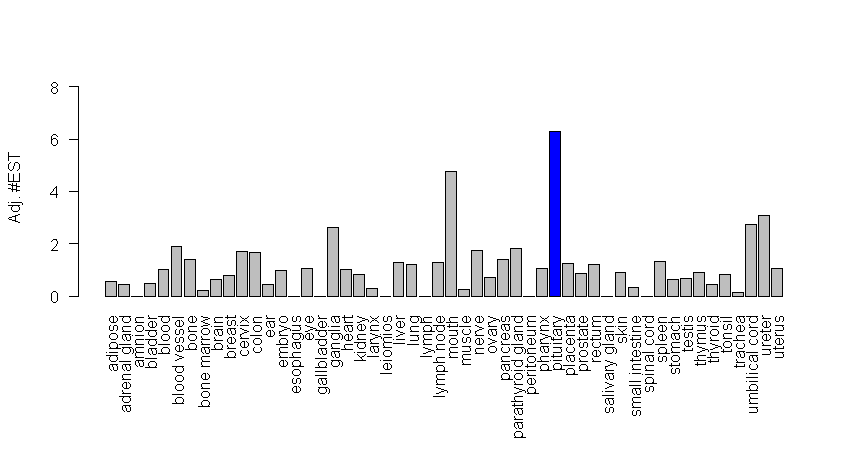 Adj. #EST
8
6
4
2
0
adipose
adrenal gland
amnion
bladder
blood
blood vessel
bone
bone marrow
brain
breast
cervix
colon
ear
embryo
esophagus
eye
gallbladder
ganglia
heart
kidney
larynx
leiomios
liver
lung
lymph
lymph node
mouth
muscle
nerve
ovary
pancreas
parathyroid gland
peritoneum
pharynx
pituitary
placenta
prostate
rectum
salivary gland
skin
small intestine
spinal cord
spleen
stomach
testis
thymus
thyroid
tonsil
trachea
umbilical cord
ureter
uterus